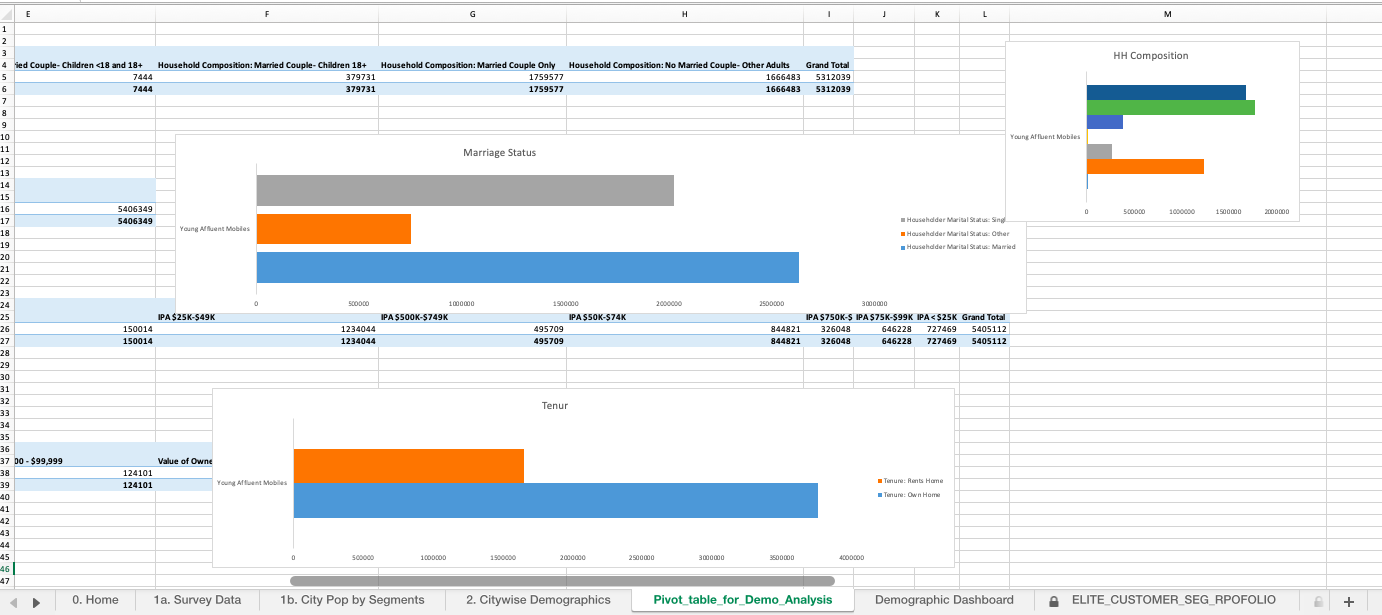 E F G H I J K L M
1
2
3
4 ried Couple- Children <18 and 18+ Household Composition: Married Couple- Children 18+ Household Composition: Married Couple Only Household Composition: No Married Couple- Other Adults Grand Total
5 7444 379731 1759577 1666483 5312039
6 7444 379731 1759577 1666483 5312039
7
8
9
10
11
12
13
14
15
16 5406349
17 5406349
18
19
20
21
22
23
24
25 IPA $25K-$49K IPA $500K-$749K IPA $50K-$74K IPA $750K-$ IPA $75K-$99K IPA < $25K Grand Total
26 150014 1234044 495709 844821 326048 646228 727469 5405112
27 150014 1234044 495709 844821 326048 646228 727469 5405112
28
29
30
31
32
33
34
35
36
37 00 - $99,999 Value of Owne
38 124101
39 124101
40
41
42
43
44
45
46
47
HH Composition
Young Affluent Mobiles
0 500000 1000000 1500000 2000000
Marriage Status
Young Affluent Mobiles
Householder Marital Status: Singl
Householder Marital Status: Other
Householder Marital Status: Married
0 500000 1000000 1500000 2000000 2500000 3000000
Tenur
Young Affluent Mobiles
Tenure: Rents Home
Tenure: Own Home
0 500000 1000000 1500000 2000000 2500000 3000000 3500000 4000000
0. Home 1a. Survey Data 1b. City Pop by Segments 2. Citywise Demographics Pivot_table_for_Demo_Analysis Demographic Dashboard ELITE_CUSTOMER_SEG_RPOFOLIO +